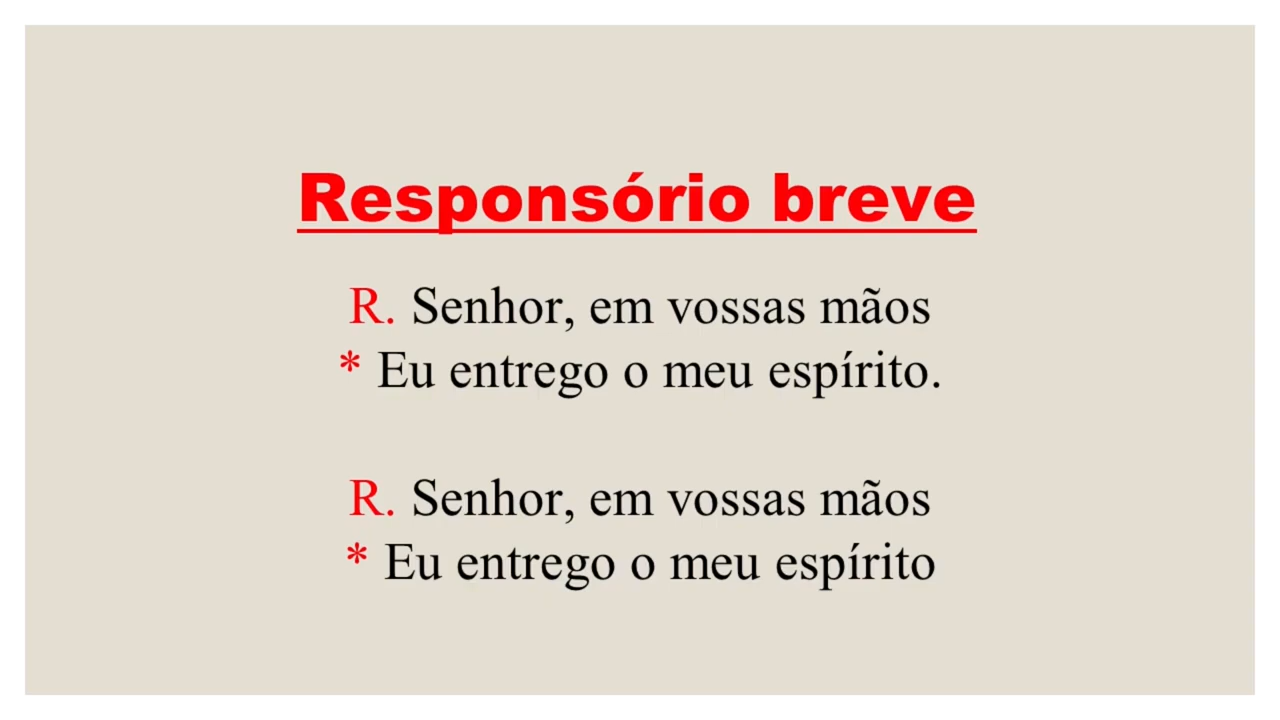 Responsório breve
R. Senhor, em vossas mãos
* Eu entrego o meu espírito.
R. Senhor, em vossas mãos
* Eu entrego o meu espírito